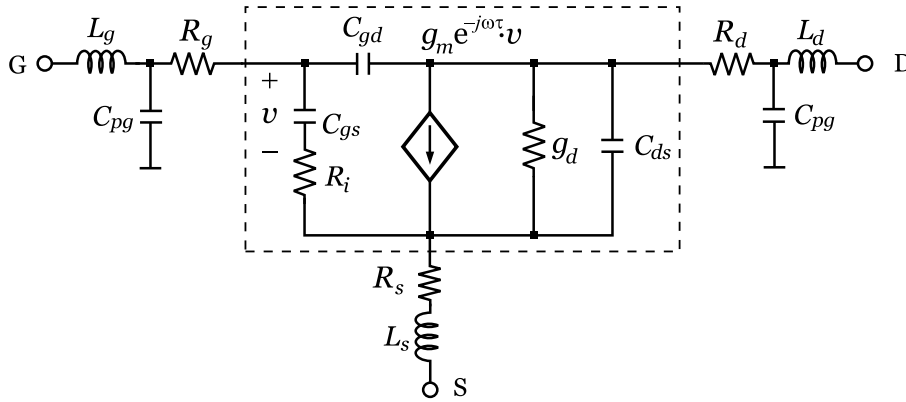 L_g
R_g
C_gd
g_m e^{-jωτ}·υ
R_d
L_d
G
D
+
υ
−
C_pg
C_gs
R_i
g_d
C_ds
C_pg
R_s
L_s
S